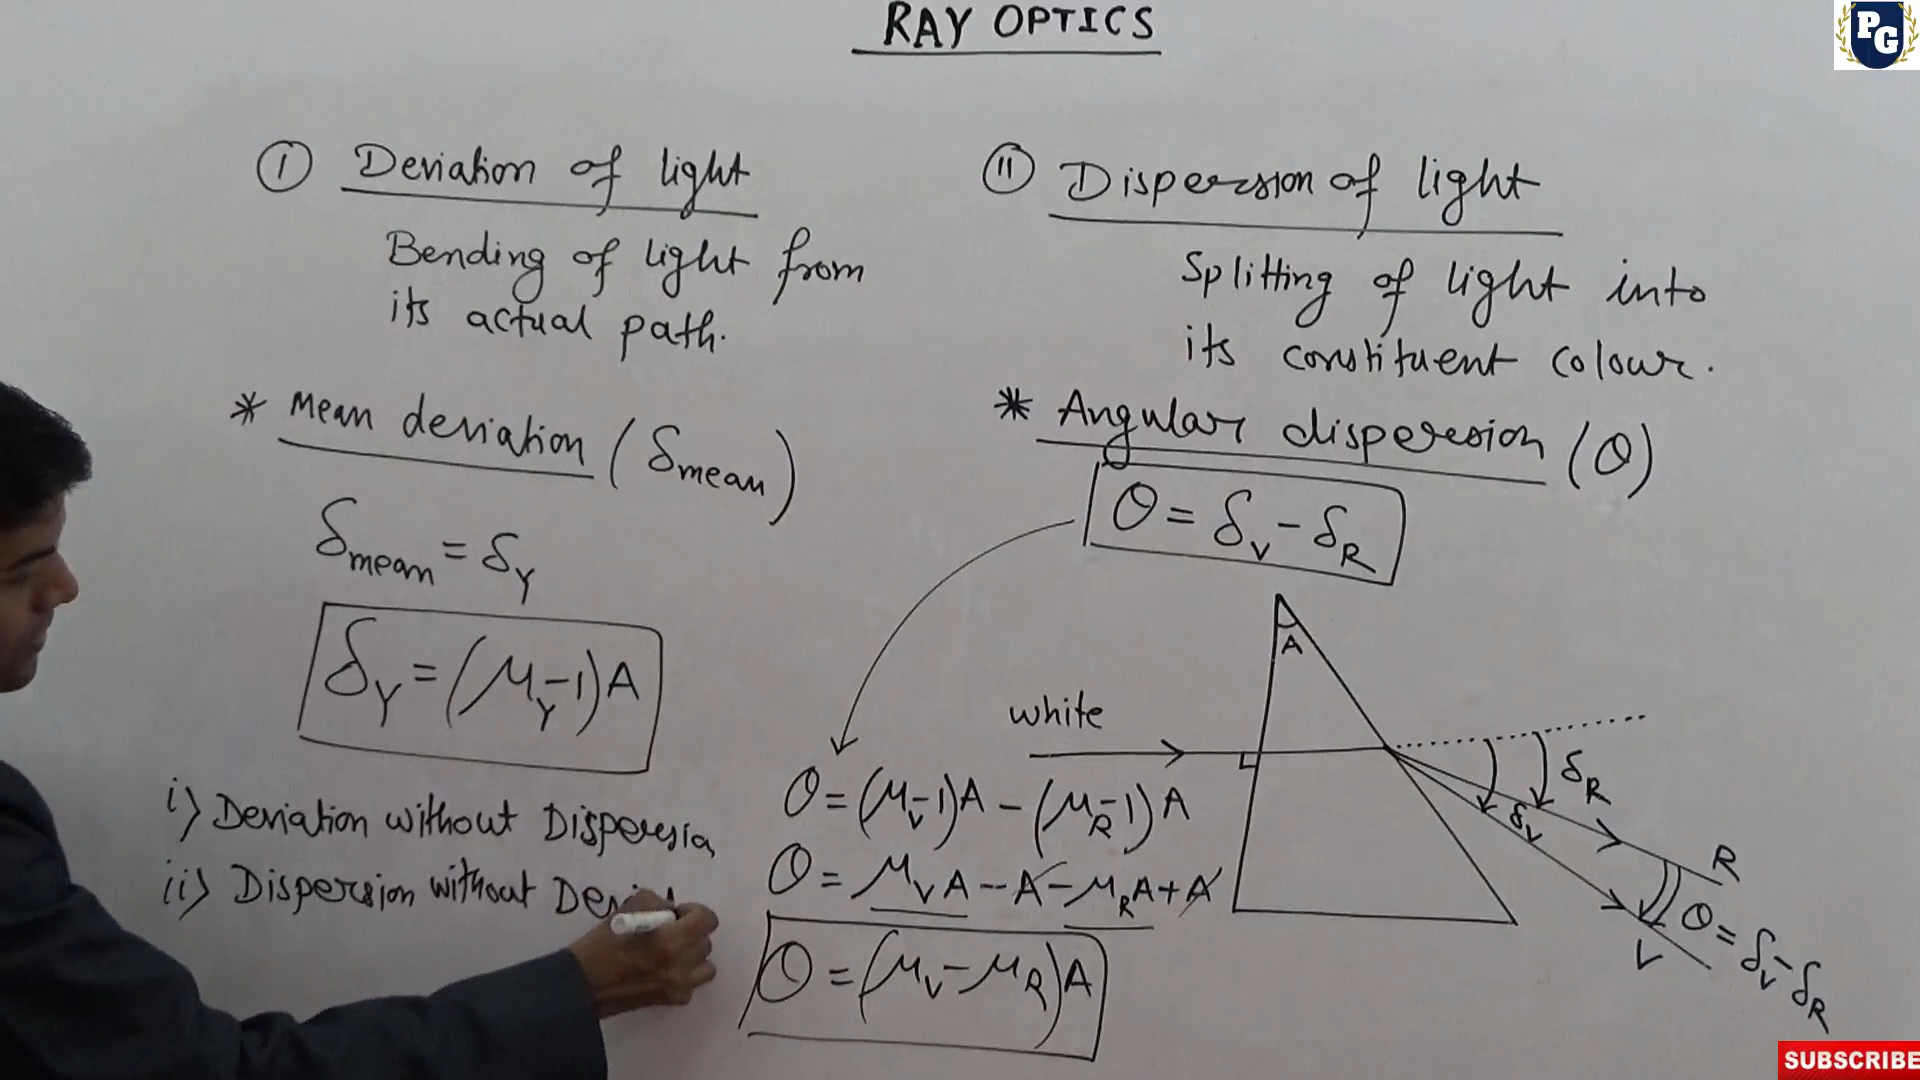 RAY OPTICS
PG
(I) Deviation of light
Bending of light from
its actual path.
* Mean deviation (δmean)
δmean = δY
δY = (μY-1)A
i) Deviation without Dispersion
ii) Dispersion without
(II) Dispersion of light
Splitting of light into
its constituent colour.
* Angular dispersion (θ)
θ = δV - δR
A
white
δR
δV
R
V
θ = δV - δR
θ = (μV-1)A - (μR-1)A
θ = μVA - A - μRA + A
θ = (μV - μR)A
SUBSCRIBE